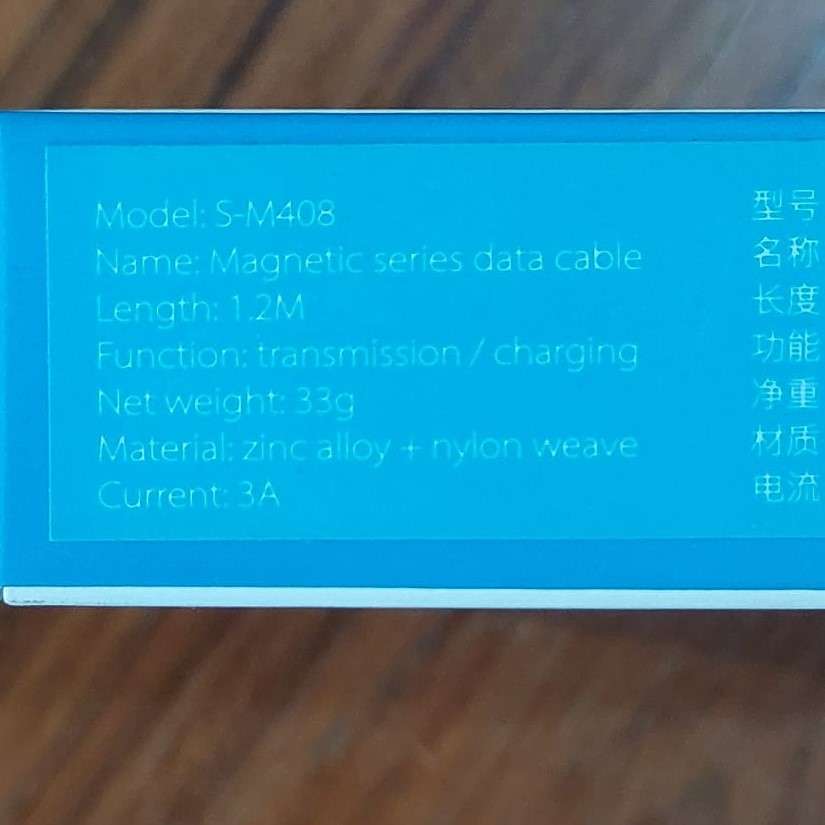 Model: S-M408
Name: Magnetic series data cable
Length: 1.2M
Function: transmission / charging
Net weight: 33g
Material: zinc alloy + nylon weave
Current: 3A
型号
名称
长度
功能
净重
材质
电流